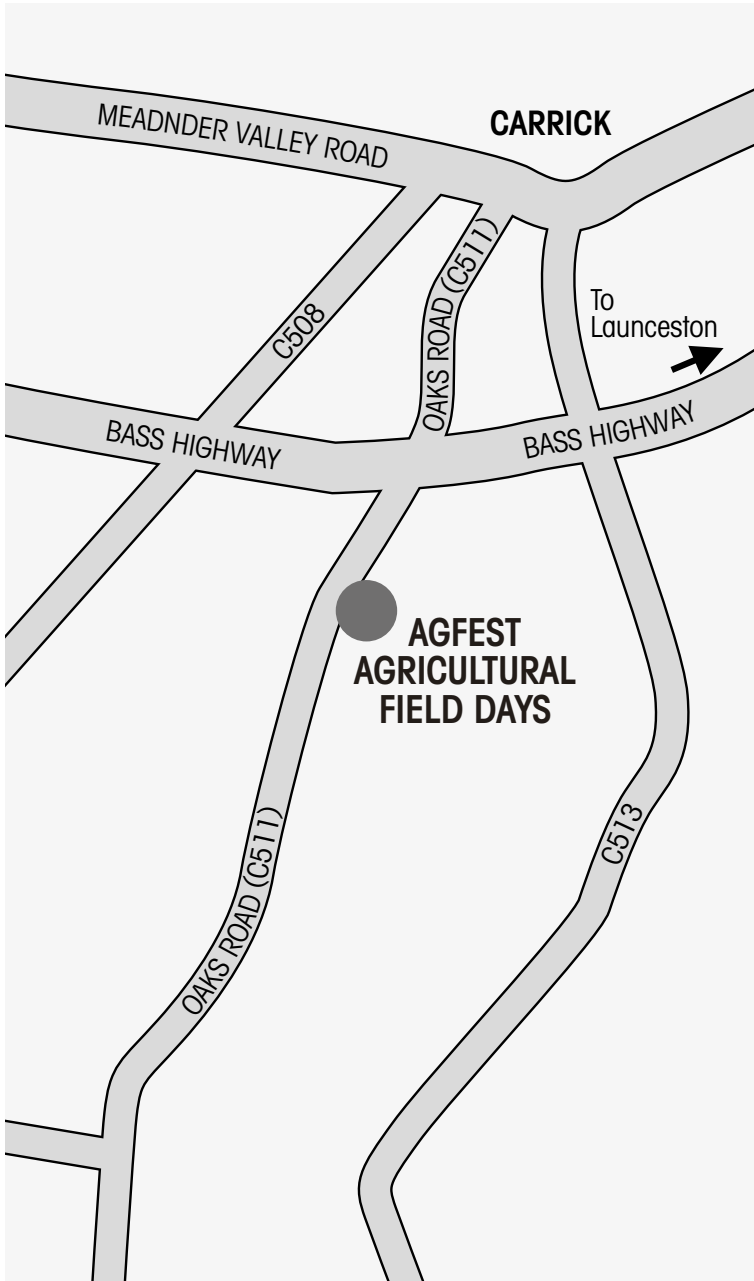 MEADNDER VALLEY ROAD
CARRICK
OAKS ROAD (C511)
C508
To
Launceston
BASS HIGHWAY
BASS HIGHWAY
AGFEST
AGRICULTURAL
FIELD DAYS
C513
OAKS ROAD (C511)